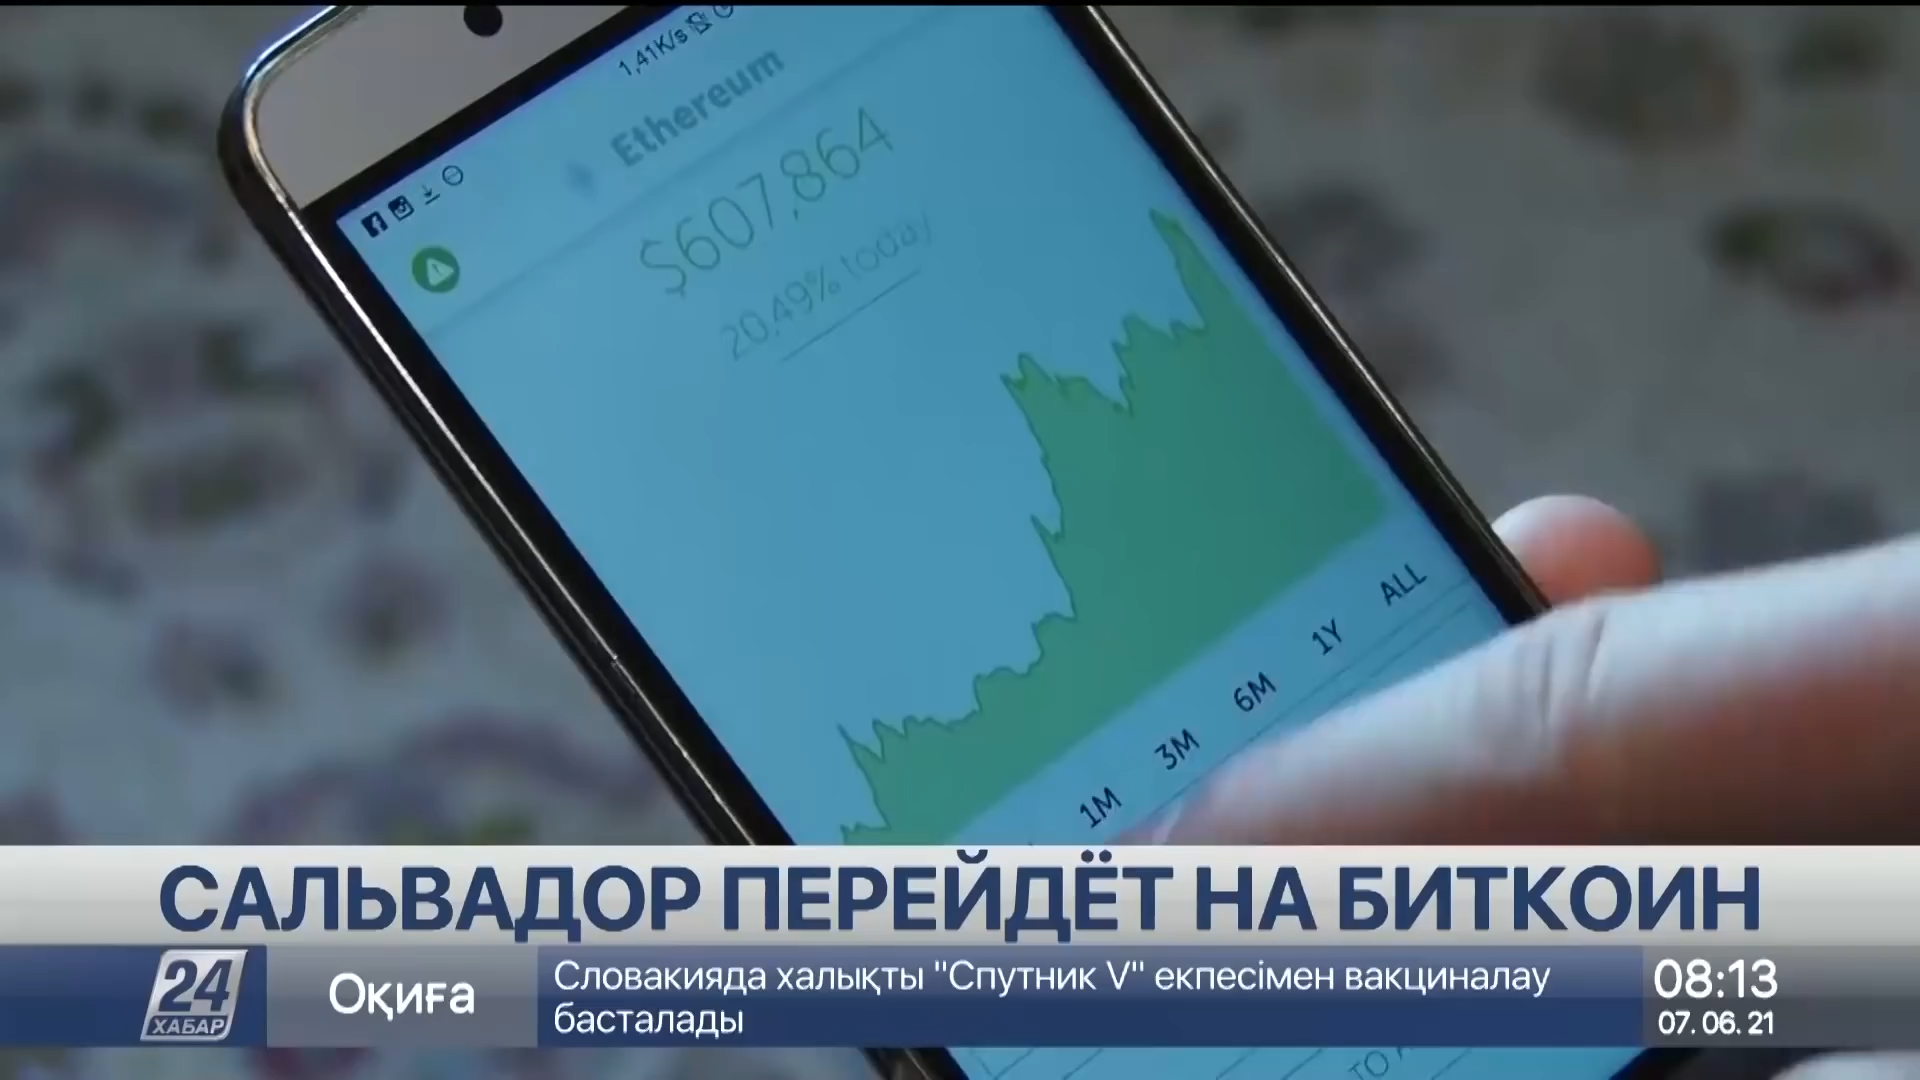 1,41K/s
Ethereum
$607,864
20,49% today
1M 3M 6M 1Y ALL
САЛЬВАДОР ПЕРЕЙДЁТ НА БИТКОИН
24
ХАБАР
Оқиға
Словакияда халықты "Спутник V" екпесімен вакциналау
басталады
08:13
07. 06. 21